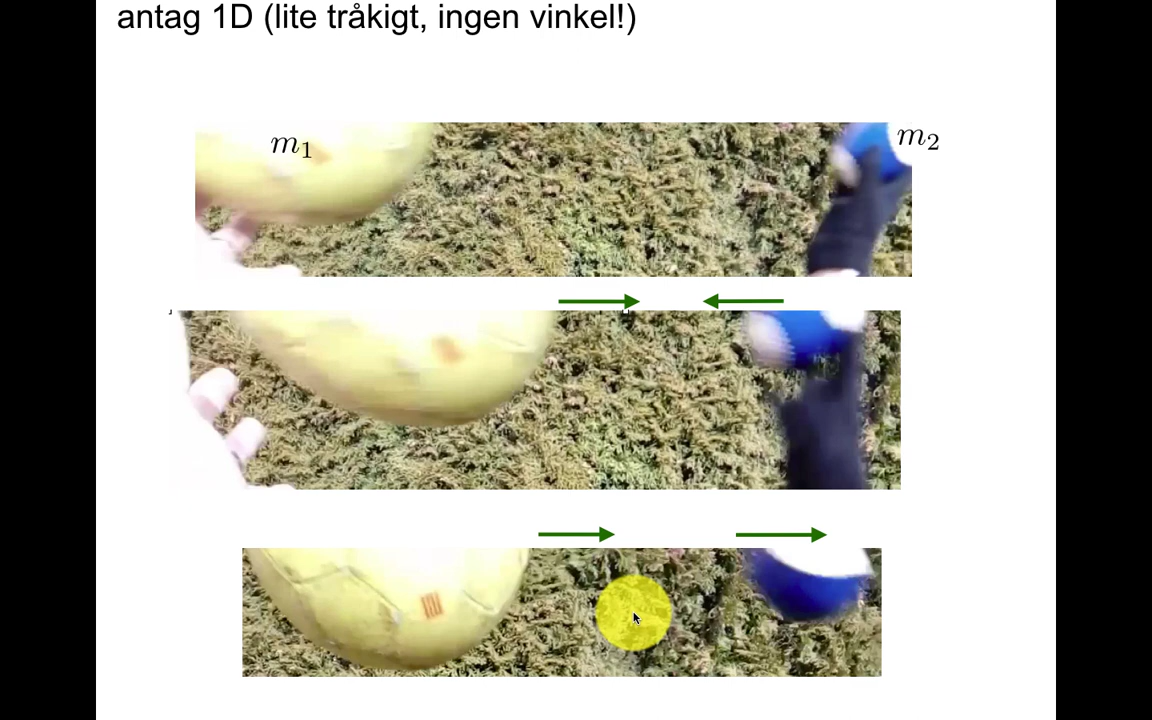 antag 1D (lite tråkigt, ingen vinkel!)
m₁
m₂